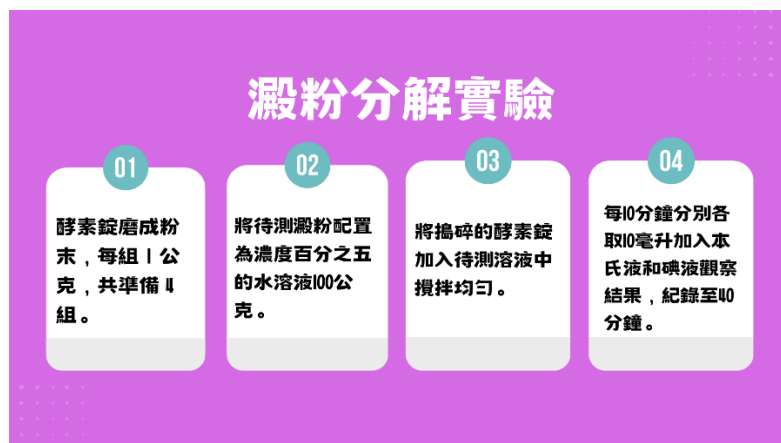 澱粉分解實驗
01
酵素錠磨成粉
末，每組1公
克，共準備4
組。
02
將待測澱粉配置
為濃度百分之五
的水溶液100公
克。
03
將搗碎的酵素錠
加入待測溶液中
攪拌均勻。
04
每10分鐘分別各
取10毫升加入本
氏液和碘液觀察
結果，紀錄至40
分鐘。